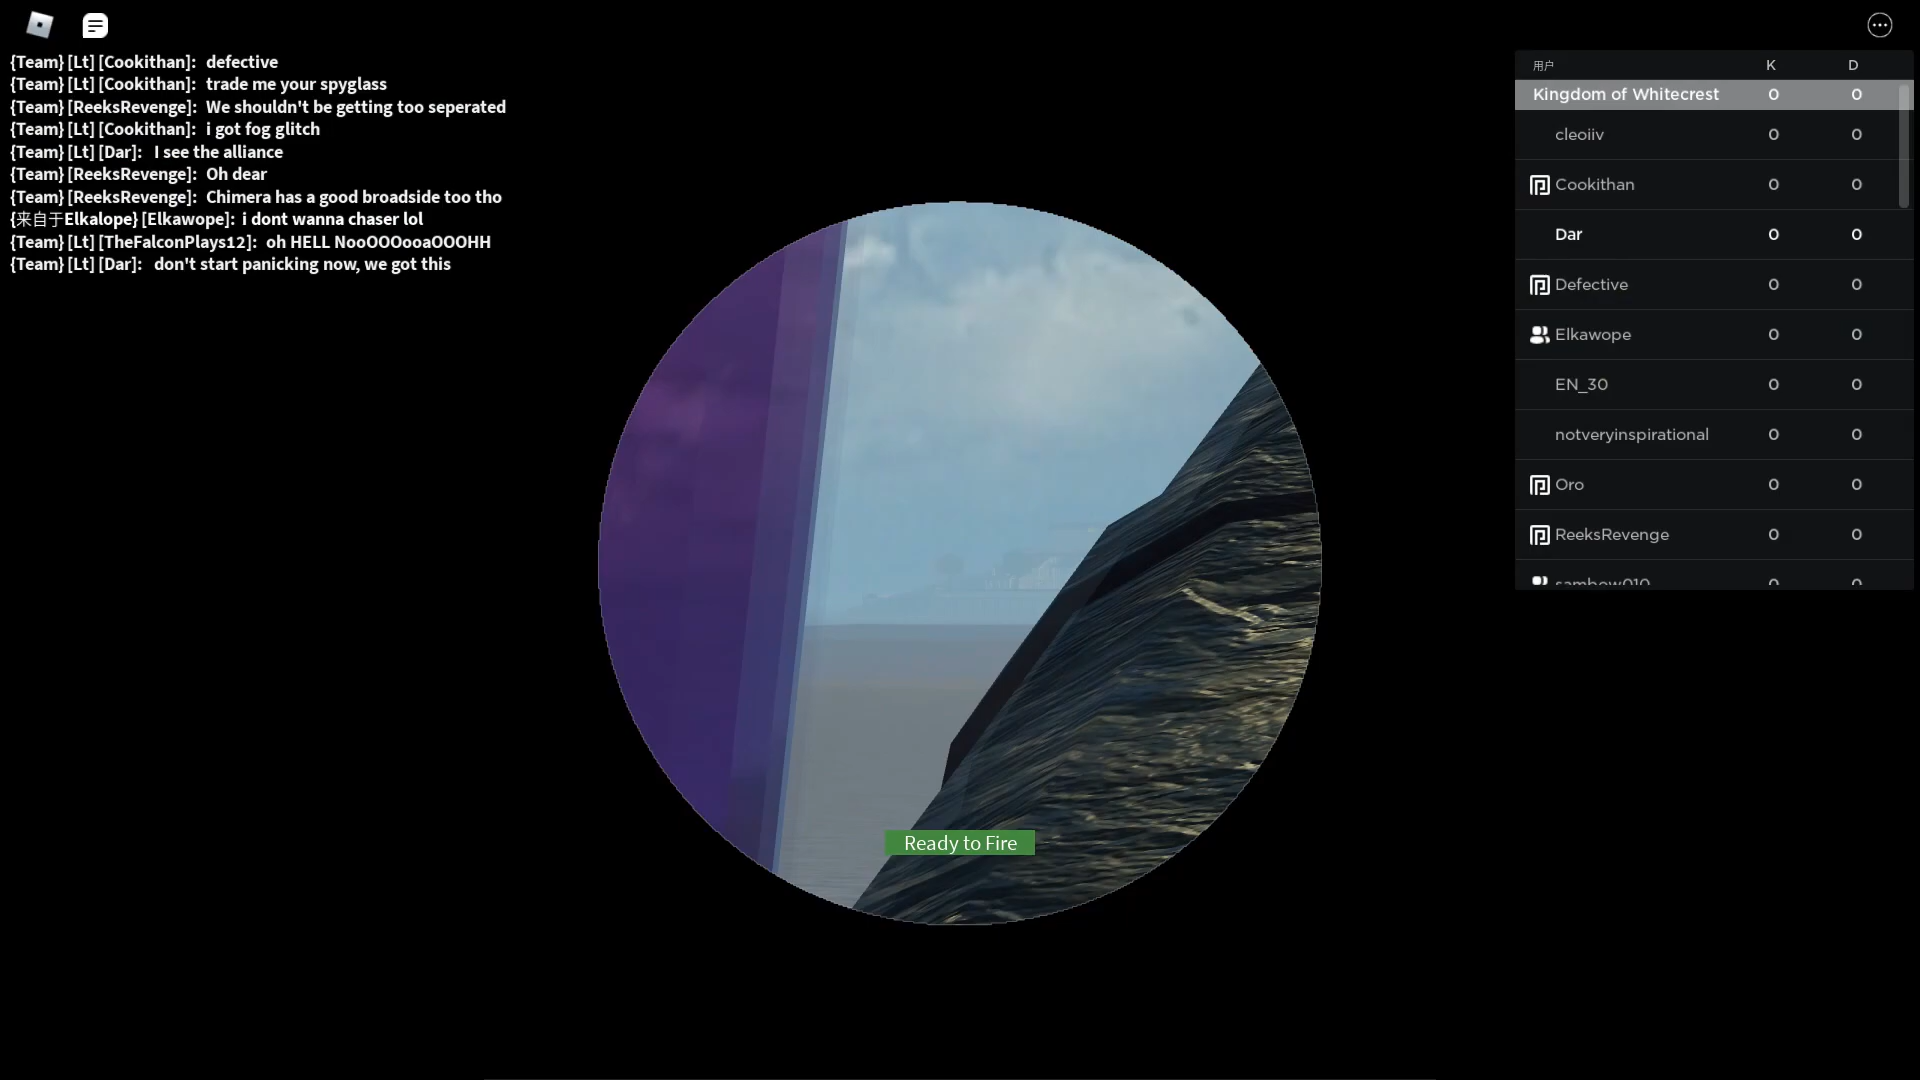 {Team} [Lt] [Cookithan]: defective
{Team} [Lt] [Cookithan]: trade me your spyglass
{Team} [ReeksRevenge]: We shouldn't be getting too seperated
{Team} [Lt] [Cookithan]: i got fog glitch
{Team} [Lt] [Dar]: I see the alliance
{Team} [ReeksRevenge]: Oh dear
{Team} [ReeksRevenge]: Chimera has a good broadside too tho
{来自于Elkalope} [Elkawope]: i dont wanna chaser lol
{Team} [Lt] [TheFalconPlays12]: oh HELL NooOOOooaOOOHH
{Team} [Lt] [Dar]: don't start panicking now, we got this
用户 K D
Kingdom of Whitecrest 0 0
cleoiiv 0 0
Cookithan 0 0
Dar 0 0
Defective 0 0
Elkawope 0 0
EN_30 0 0
notveryinspirational 0 0
Oro 0 0
ReeksRevenge 0 0
sambow010 0 0
Ready to Fire